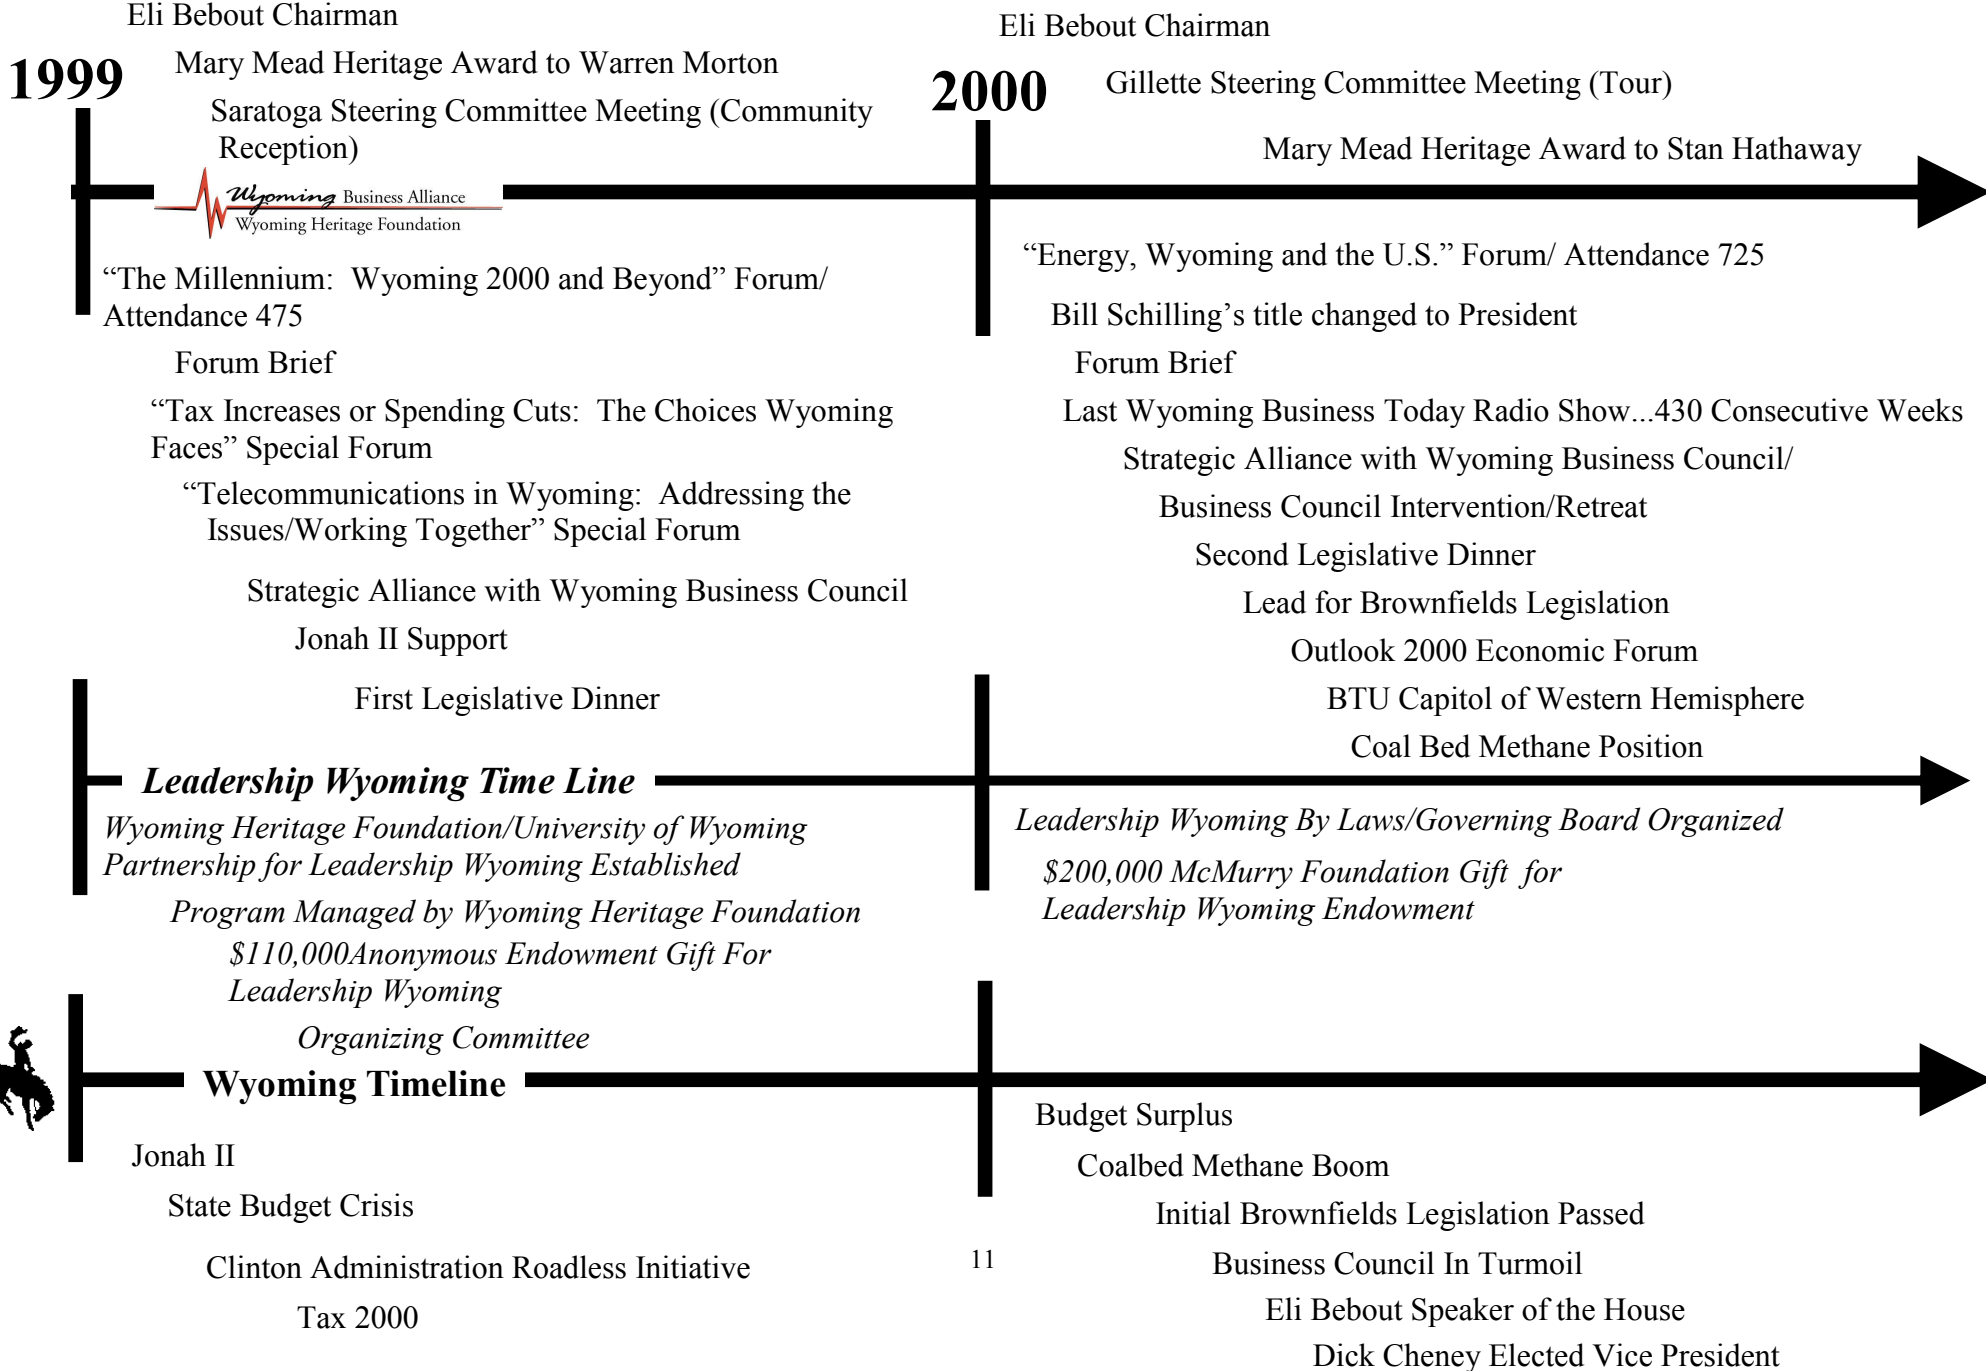 1999
Eli Bebout Chairman
Mary Mead Heritage Award to Warren Morton
Saratoga Steering Committee Meeting (Community
Reception)
Wyoming Business Alliance
Wyoming Heritage Foundation
“The Millennium:  Wyoming 2000 and Beyond” Forum/
Attendance 475
Forum Brief
“Tax Increases or Spending Cuts:  The Choices Wyoming
Faces” Special Forum
“Telecommunications in Wyoming:  Addressing the
Issues/Working Together” Special Forum
Strategic Alliance with Wyoming Business Council
Jonah II Support
First Legislative Dinner
2000
Eli Bebout Chairman
Gillette Steering Committee Meeting (Tour)
Mary Mead Heritage Award to Stan Hathaway
“Energy, Wyoming and the U.S.” Forum/ Attendance 725
Bill Schilling’s title changed to President
Forum Brief
Last Wyoming Business Today Radio Show...430 Consecutive Weeks
Strategic Alliance with Wyoming Business Council/
Business Council Intervention/Retreat
Second Legislative Dinner
Lead for Brownfields Legislation
Outlook 2000 Economic Forum
BTU Capitol of Western Hemisphere
Coal Bed Methane Position
Leadership Wyoming Time Line
Wyoming Heritage Foundation/University of Wyoming
Partnership for Leadership Wyoming Established
Program Managed by Wyoming Heritage Foundation
$110,000Anonymous Endowment Gift For
Leadership Wyoming
Organizing Committee
Leadership Wyoming By Laws/Governing Board Organized
$200,000 McMurry Foundation Gift  for
Leadership Wyoming Endowment
Wyoming Timeline
Jonah II
State Budget Crisis
Clinton Administration Roadless Initiative
Tax 2000
Budget Surplus
Coalbed Methane Boom
Initial Brownfields Legislation Passed
Business Council In Turmoil
Eli Bebout Speaker of the House
Dick Cheney Elected Vice President
11